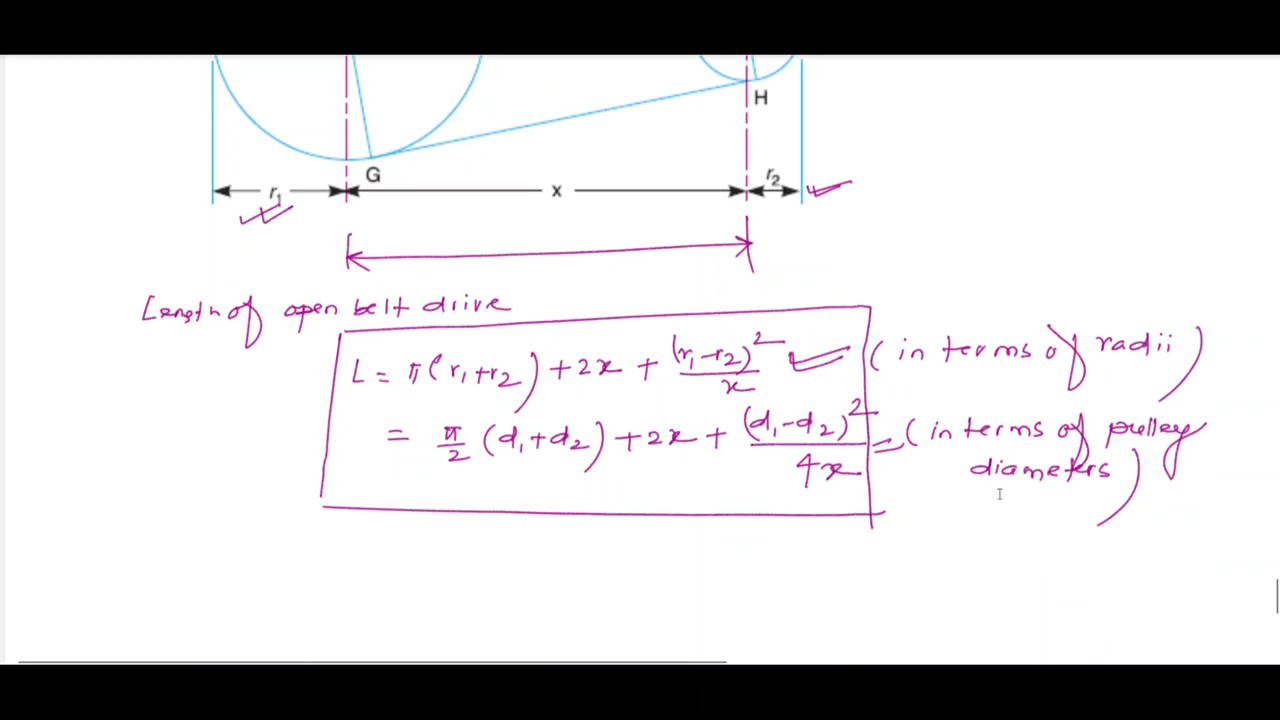 H
G
r₁ x r₂
Length of open belt drive
L = π(r₁+r₂) + 2x + (r₁-r₂)²/x (in terms of radii)
= π/2 (d₁+d₂) + 2x + (d₁-d₂)²/4x = (in terms of pulley
diameters)